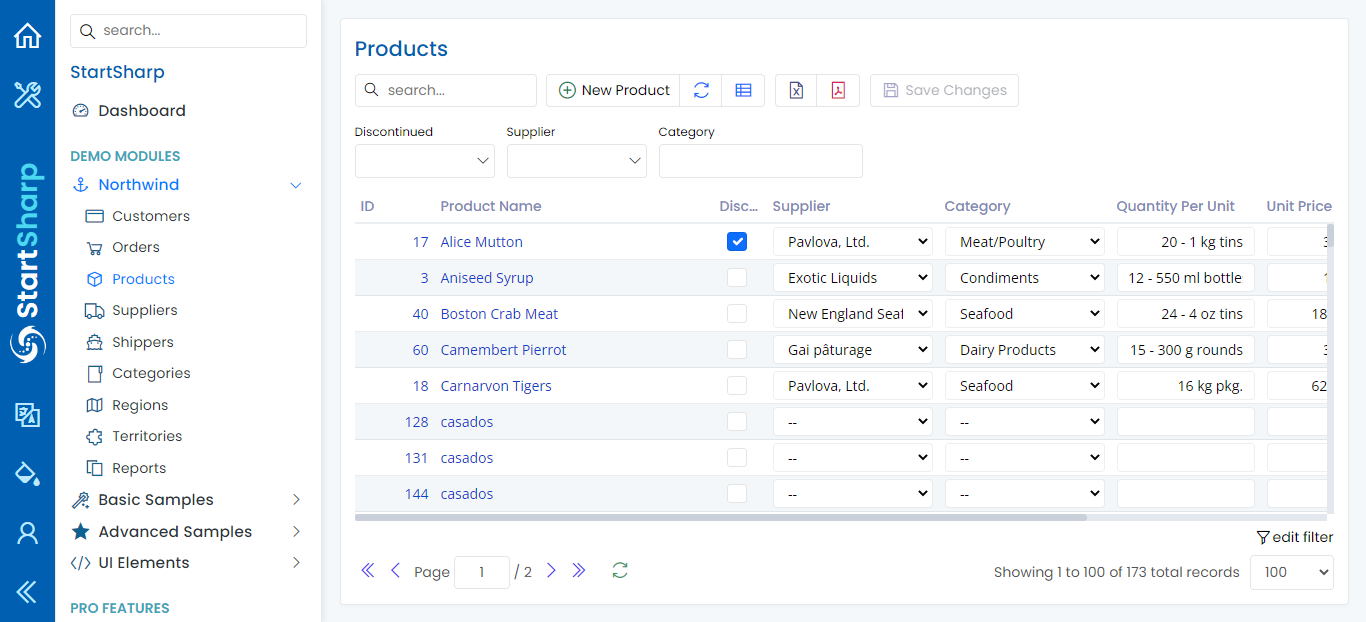 search...
StartSharp
Dashboard
DEMO MODULES
Northwind
Customers
Orders
Products
Suppliers
Shippers
Categories
Regions
Territories
Reports
Basic Samples
Advanced Samples
UI Elements
PRO FEATURES
StartSharp
Products
search...
New Product
Save Changes
Discontinued Supplier Category
ID Product Name Disc... Supplier Category Quantity Per Unit Unit Price
17 Alice Mutton Pavlova, Ltd. Meat/Poultry 20 - 1 kg tins 3
3 Aniseed Syrup Exotic Liquids Condiments 12 - 550 ml bottle
40 Boston Crab Meat New England Seaf Seafood 24 - 4 oz tins 18
60 Camembert Pierrot Gai pâturage Dairy Products 15 - 300 g rounds 3
18 Carnarvon Tigers Pavlova, Ltd. Seafood 16 kg pkg. 62
128 casados -- --
131 casados -- --
144 casados -- --
edit filter
Page 1 / 2
Showing 1 to 100 of 173 total records 100